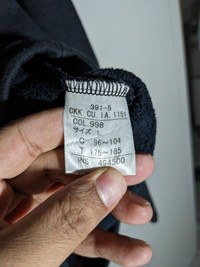 391-5
CKK CU.IA.1151
COL.998
サイズ L
C 96~104
T 175~185
INS 494500